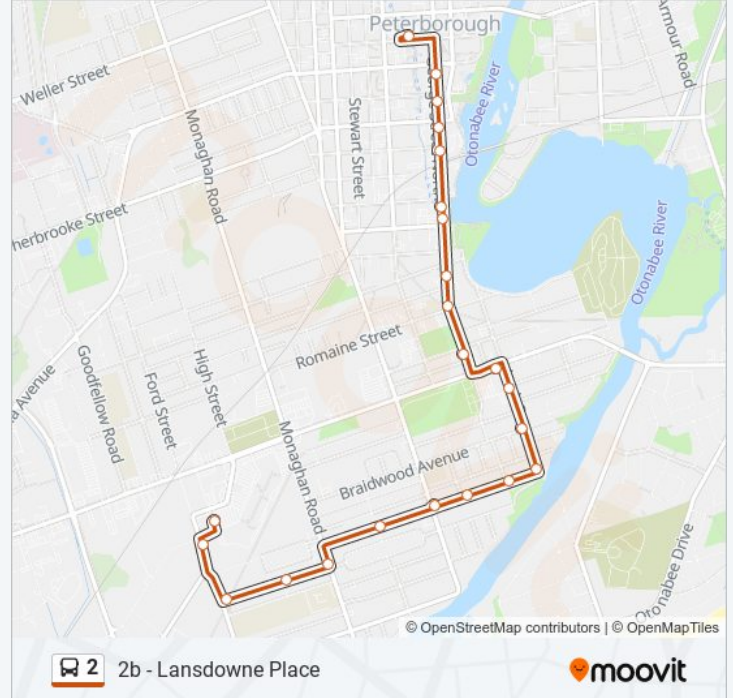 Peterborough
Armour Road
Weller Street
Otonabee River
Stewart Street
Monaghan Road
herbrooke Street
Otonabee River
Romaine Street
Goodfellow Road
Ford Street
High Street
a Avenue
Monaghan Road
Braidwood Avenue
Otonabee Drive
© OpenStreetMap contributors | © OpenMapTiles
2 2b - Lansdowne Place
moovit